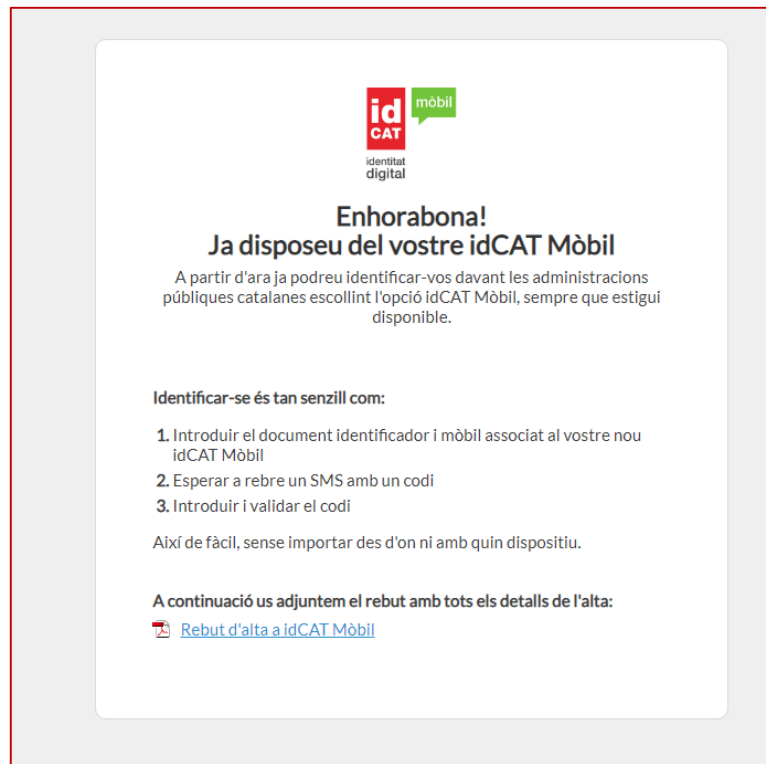 id
CAT
mòbil
identitat
digital
Enhorabona!
Ja disposeu del vostre idCAT Mòbil
A partir d'ara ja podreu identificar-vos davant les administracions
públiques catalanes escollint l'opció idCAT Mòbil, sempre que estigui
disponible.
Identificar-se és tan senzill com:
1. Introduir el document identificador i mòbil associat al vostre nou
idCAT Mòbil
2. Esperar a rebre un SMS amb un codi
3. Introduir i validar el codi
Així de fàcil, sense importar des d'on ni amb quin dispositiu.
A continuació us adjuntem el rebut amb tots els detalls de l'alta:
Rebut d'alta a idCAT Mòbil